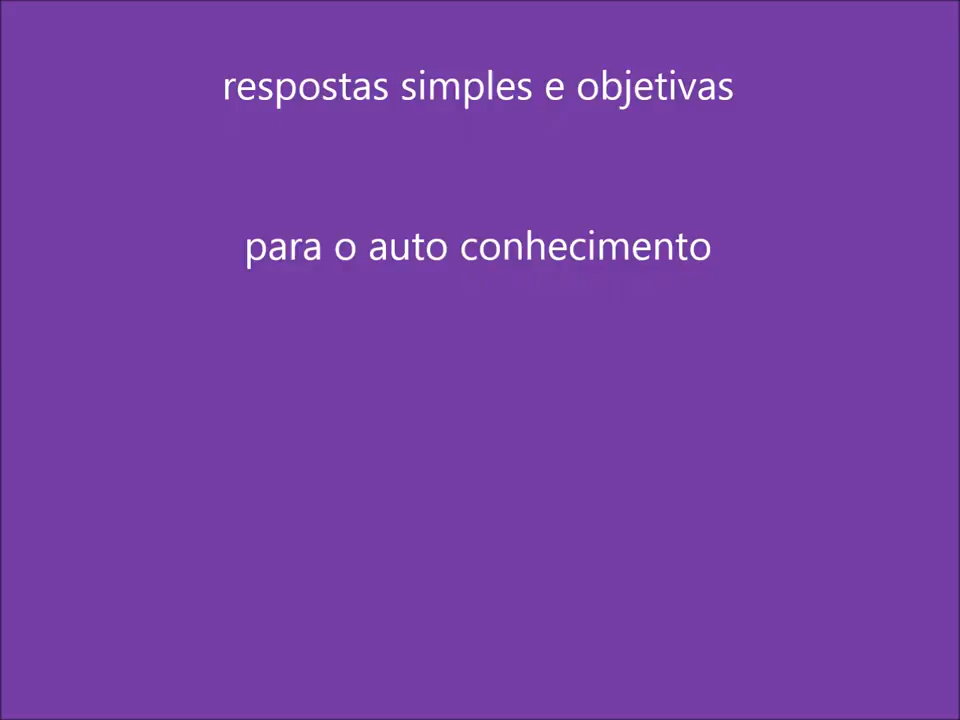 respostas simples e objetivas
para o auto conhecimento